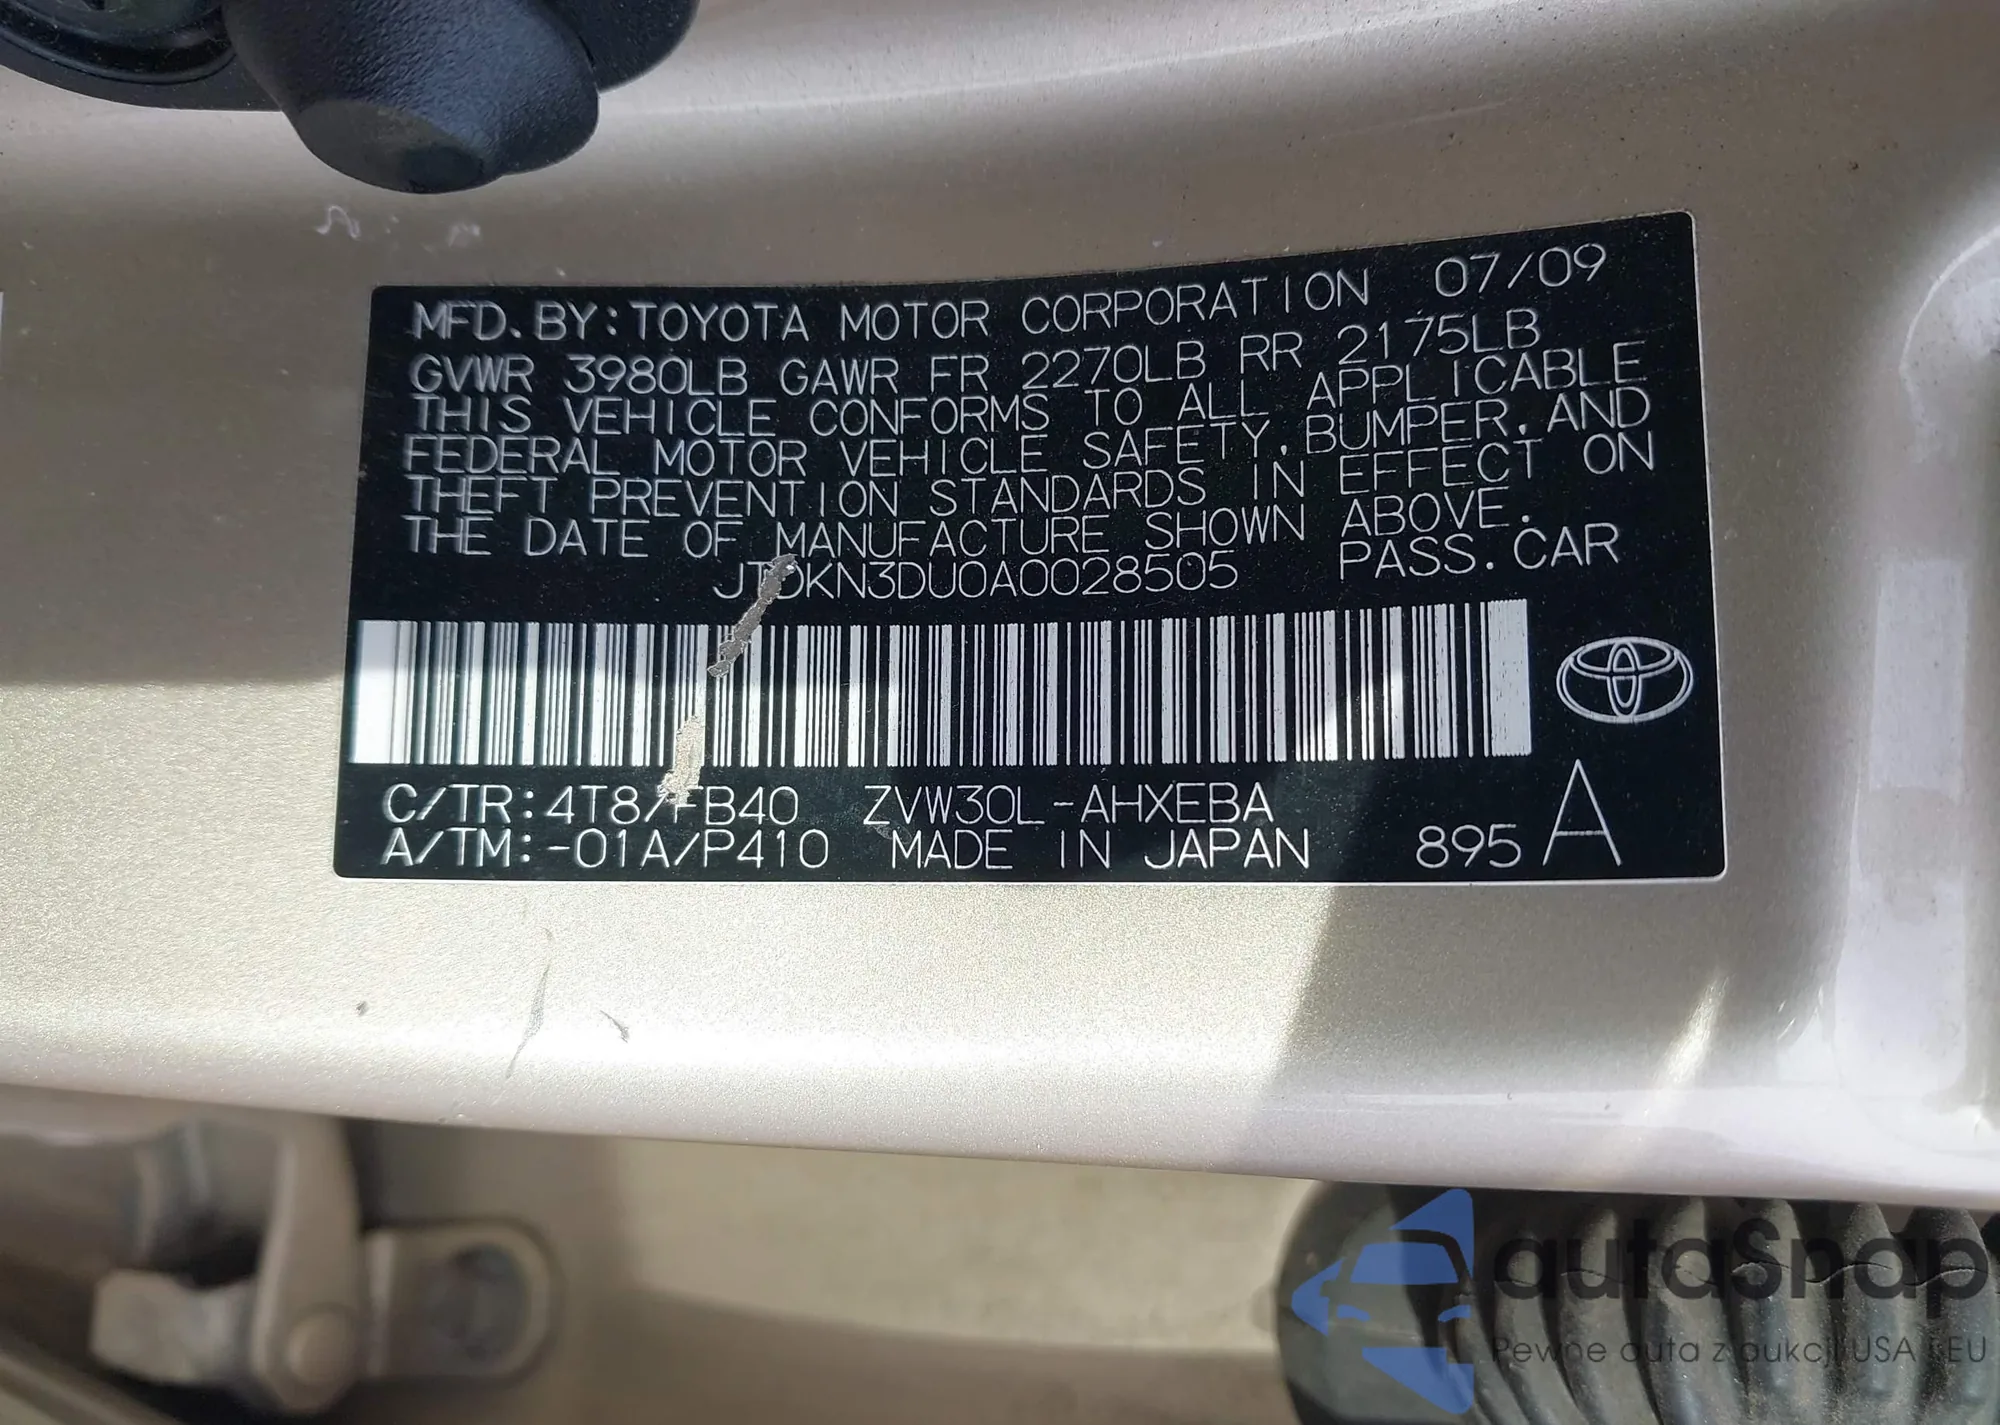 MFD. BY: TOYOTA MOTOR CORPORATION 07/09
GVWR 3980LB GAWR FR 2270LB RR 2175LB
THIS VEHICLE CONFORMS TO ALL APPLICABLE
FEDERAL MOTOR VEHICLE SAFETY, BUMPER, AND
THEFT PREVENTION STANDARDS IN EFFECT ON
THE DATE OF MANUFACTURE SHOWN ABOVE.
JTDKN3DU0A0028505 PASS. CAR
C/TR: 4T8/FB40 ZVW30L-AHXEBA
A/TM: -01A/P410 MADE IN JAPAN 895 A
autaSnap
Pewne auta z aukcji USA i EU